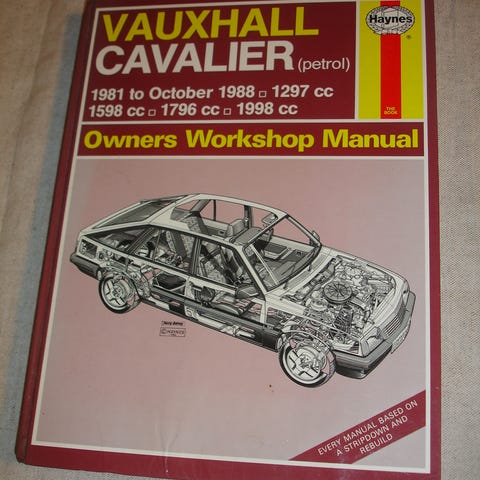 VAUXHALL
CAVALIER (petrol)
Haynes
®
1981 to October 1988 □ 1297 cc
1598 cc □ 1796 cc □ 1998 cc
THE
BOOK
Owners Workshop Manual
© HAYNES
EVERY MANUAL BASED ON
A STRIPDOWN AND
REBUILD